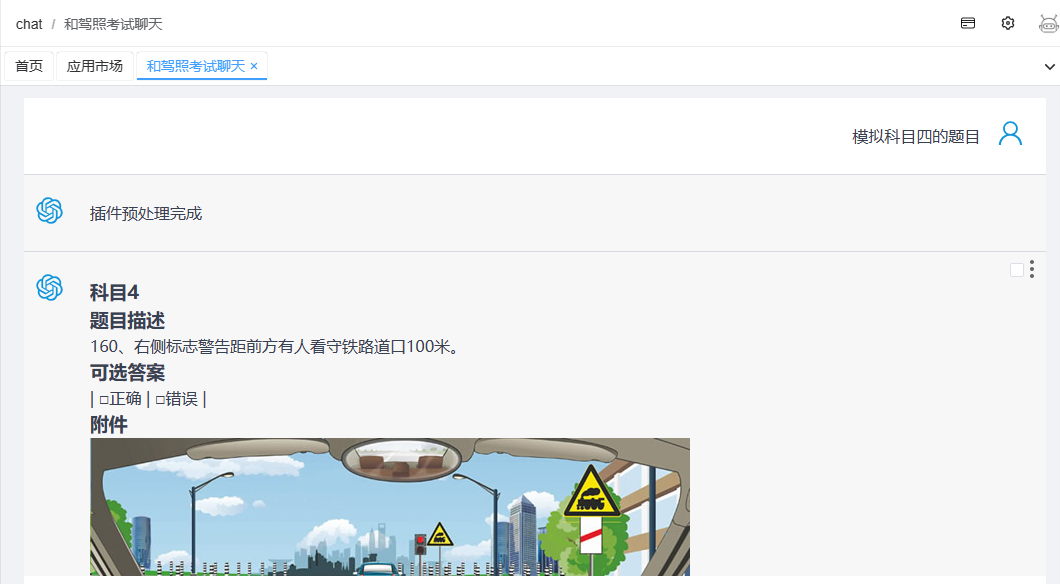 chat / 和驾照考试聊天
首页 应用市场 和驾照考试聊天 ×
模拟科目四的题目
插件预处理完成
科目4
题目描述
160、右侧标志警告距前方有人看守铁路道口100米。
可选答案
| □正确 | □错误 |
附件